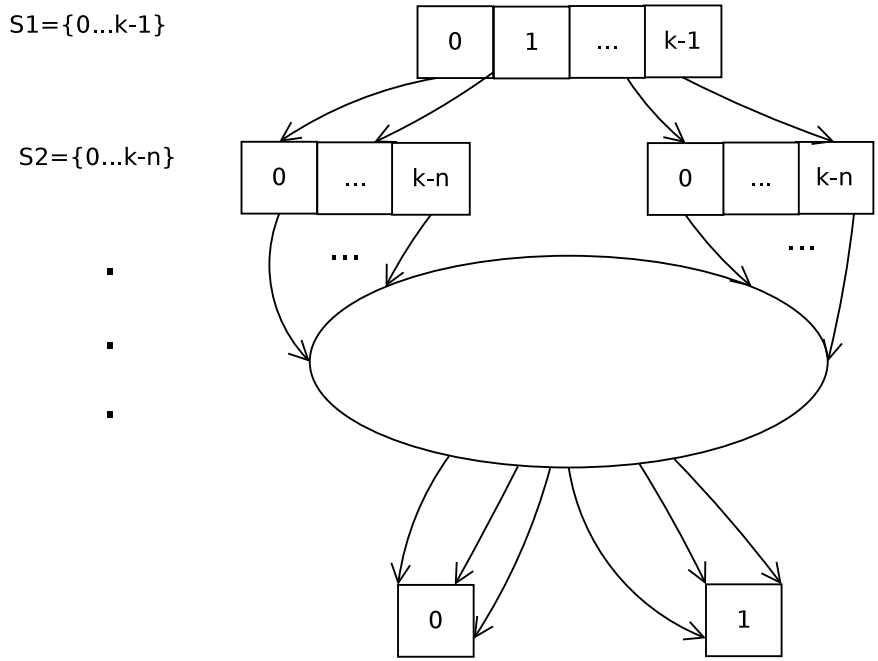 S1={0...k-1}
0 1 ... k-1
S2={0...k-n}
0 ... k-n
0 ... k-n
... ...
.
.
.
0 1